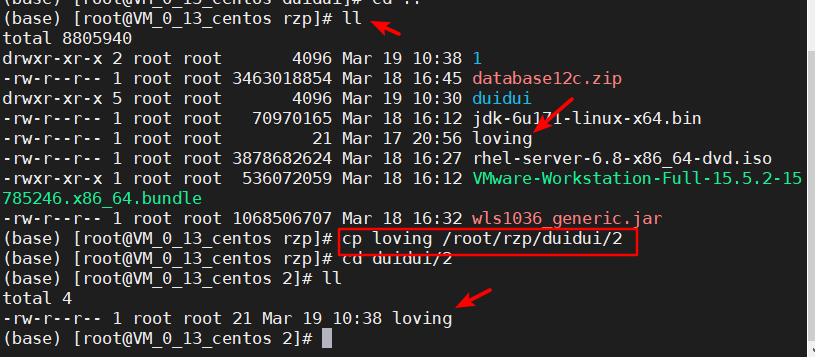 (base) [root@VM_0_13_centos duidui]# cd ..
(base) [root@VM_0_13_centos rzp]# ll
total 8805940
drwxr-xr-x 2 root root       4096 Mar 19 10:38 1
-rw-r--r-- 1 root root 3463018854 Mar 18 16:45 database12c.zip
drwxr-xr-x 5 root root       4096 Mar 19 10:30 duidui
-rw-r--r-- 1 root root   70970165 Mar 18 16:12 jdk-6u171-linux-x64.bin
-rw-r--r-- 1 root root         21 Mar 17 20:56 loving
-rw-r--r-- 1 root root 3878682624 Mar 18 16:27 rhel-server-6.8-x86_64-dvd.iso
-rwxr-xr-x 1 root root  536072059 Mar 18 16:12 VMware-Workstation-Full-15.5.2-15
785246.x86_64.bundle
-rw-r--r-- 1 root root 1068506707 Mar 18 16:32 wls1036_generic.jar
(base) [root@VM_0_13_centos rzp]# cp loving /root/rzp/duidui/2
(base) [root@VM_0_13_centos rzp]# cd duidui/2
(base) [root@VM_0_13_centos 2]# ll
total 4
-rw-r--r-- 1 root root 21 Mar 19 10:38 loving
(base) [root@VM_0_13_centos 2]#